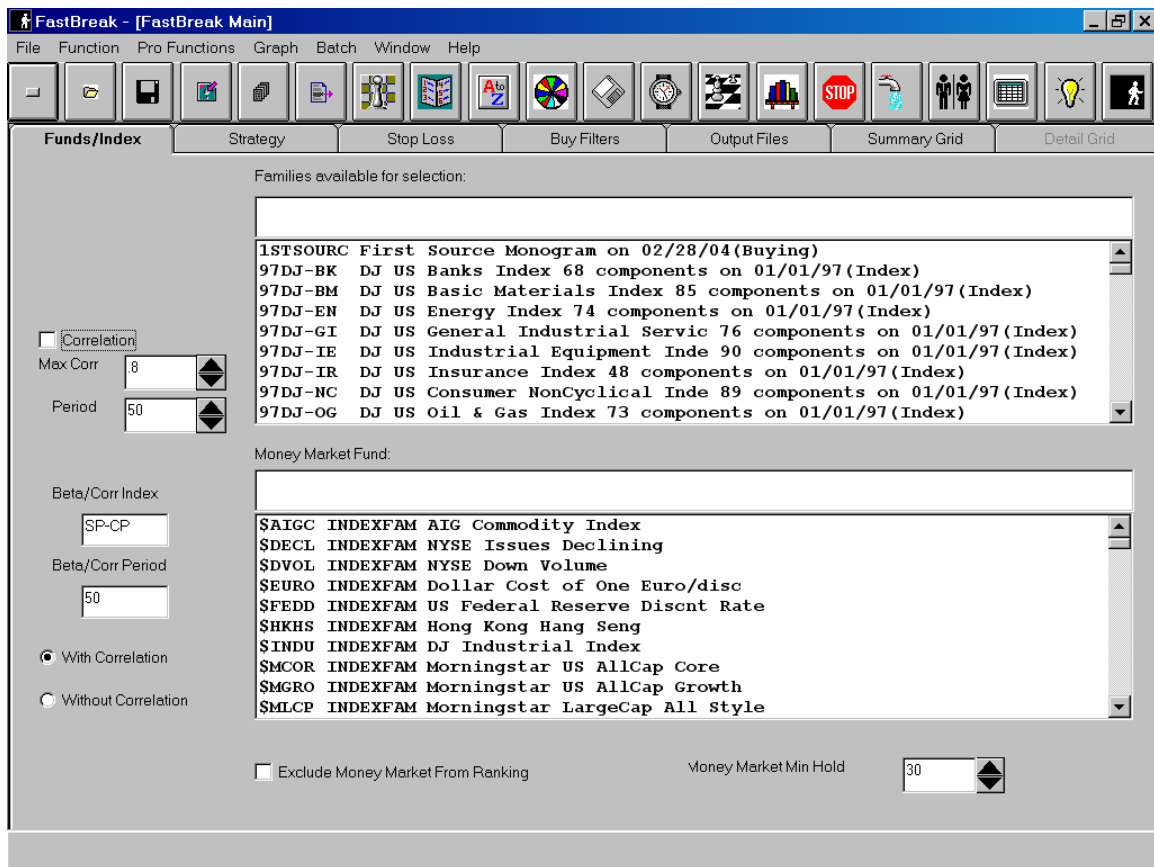 FastBreak - [FastBreak Main]
File Function Pro Functions Graph Batch Window Help
A to Z
STOP
Funds/Index Strategy Stop Loss Buy Filters Output Files Summary Grid Detail Grid
Families available for selection:
1STSOURC First Source Monogram on 02/28/04(Buying)
97DJ-BK DJ US Banks Index 68 components on 01/01/97(Index)
97DJ-BM DJ US Basic Materials Index 85 components on 01/01/97(Index)
97DJ-EN DJ US Energy Index 74 components on 01/01/97(Index)
97DJ-GI DJ US General Industrial Servic 76 components on 01/01/97(Index)
97DJ-IE DJ US Industrial Equipment Inde 90 components on 01/01/97(Index)
97DJ-IR DJ US Insurance Index 48 components on 01/01/97(Index)
97DJ-NC DJ US Consumer NonCyclical Inde 89 components on 01/01/97(Index)
97DJ-OG DJ US Oil & Gas Index 73 components on 01/01/97(Index)
Correlation
Max Corr .8
Period 50
Money Market Fund:
$AIGC INDEXFAM AIG Commodity Index
$DECL INDEXFAM NYSE Issues Declining
$DVOL INDEXFAM NYSE Down Volume
$EURO INDEXFAM Dollar Cost of One Euro/disc
$FEDD INDEXFAM US Federal Reserve Discnt Rate
$HKHS INDEXFAM Hong Kong Hang Seng
$INDU INDEXFAM DJ Industrial Index
$MCOR INDEXFAM Morningstar US AllCap Core
$MGRO INDEXFAM Morningstar US AllCap Growth
$MLCP INDEXFAM Morningstar LargeCap All Style
Beta/Corr Index
SP-CP
Beta/Corr Period
50
With Correlation
Without Correlation
Exclude Money Market From Ranking
Money Market Min Hold 30